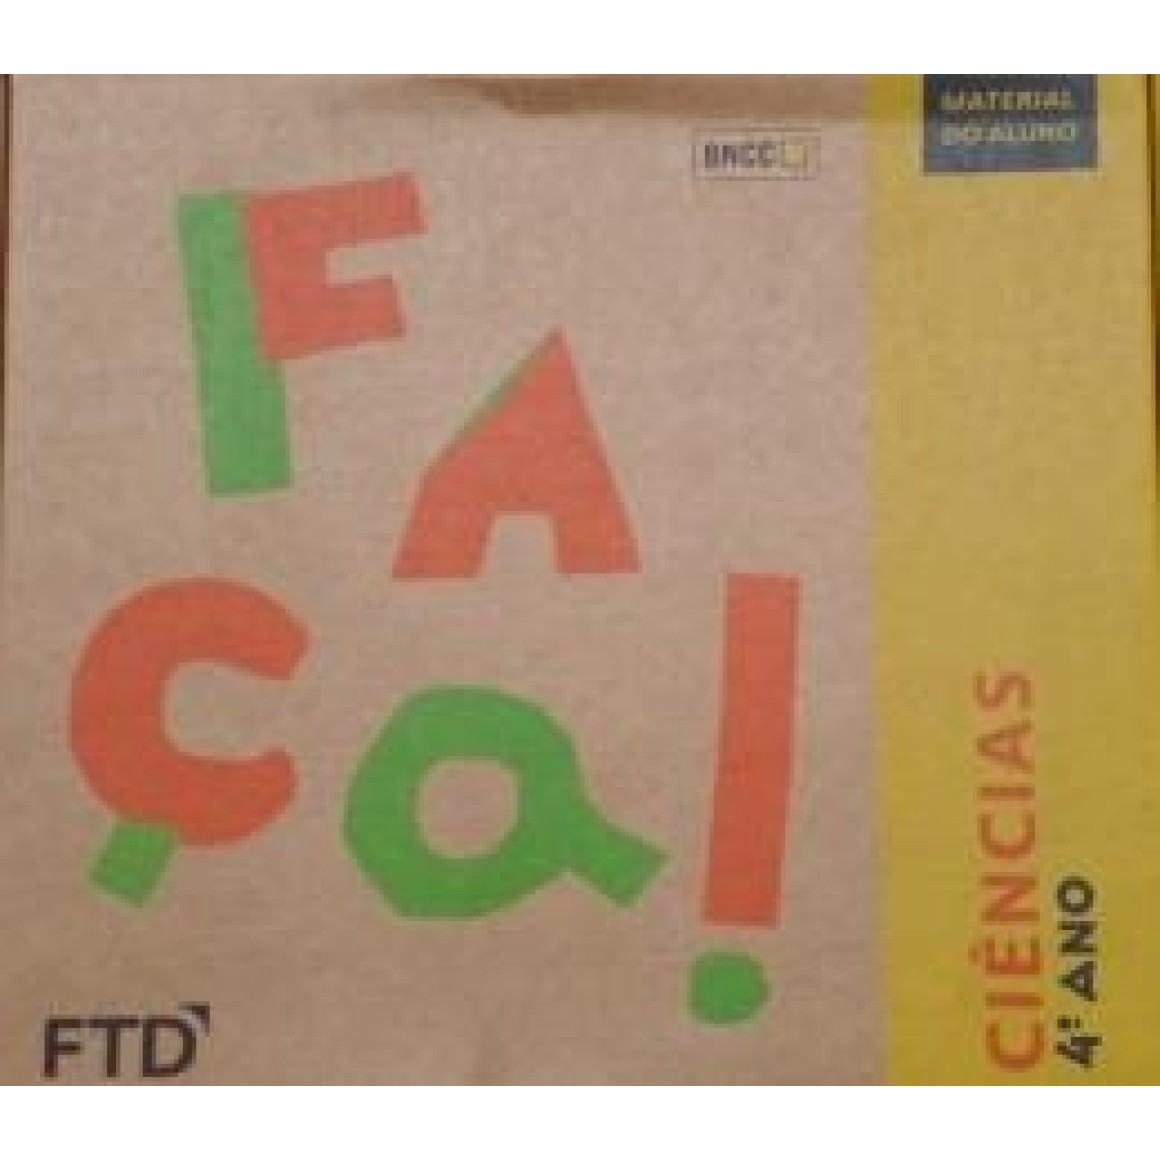 MATERIAL
DO ALUNO
BNCC
FAça!
CIÊNCIAS
4º ANO
FTD